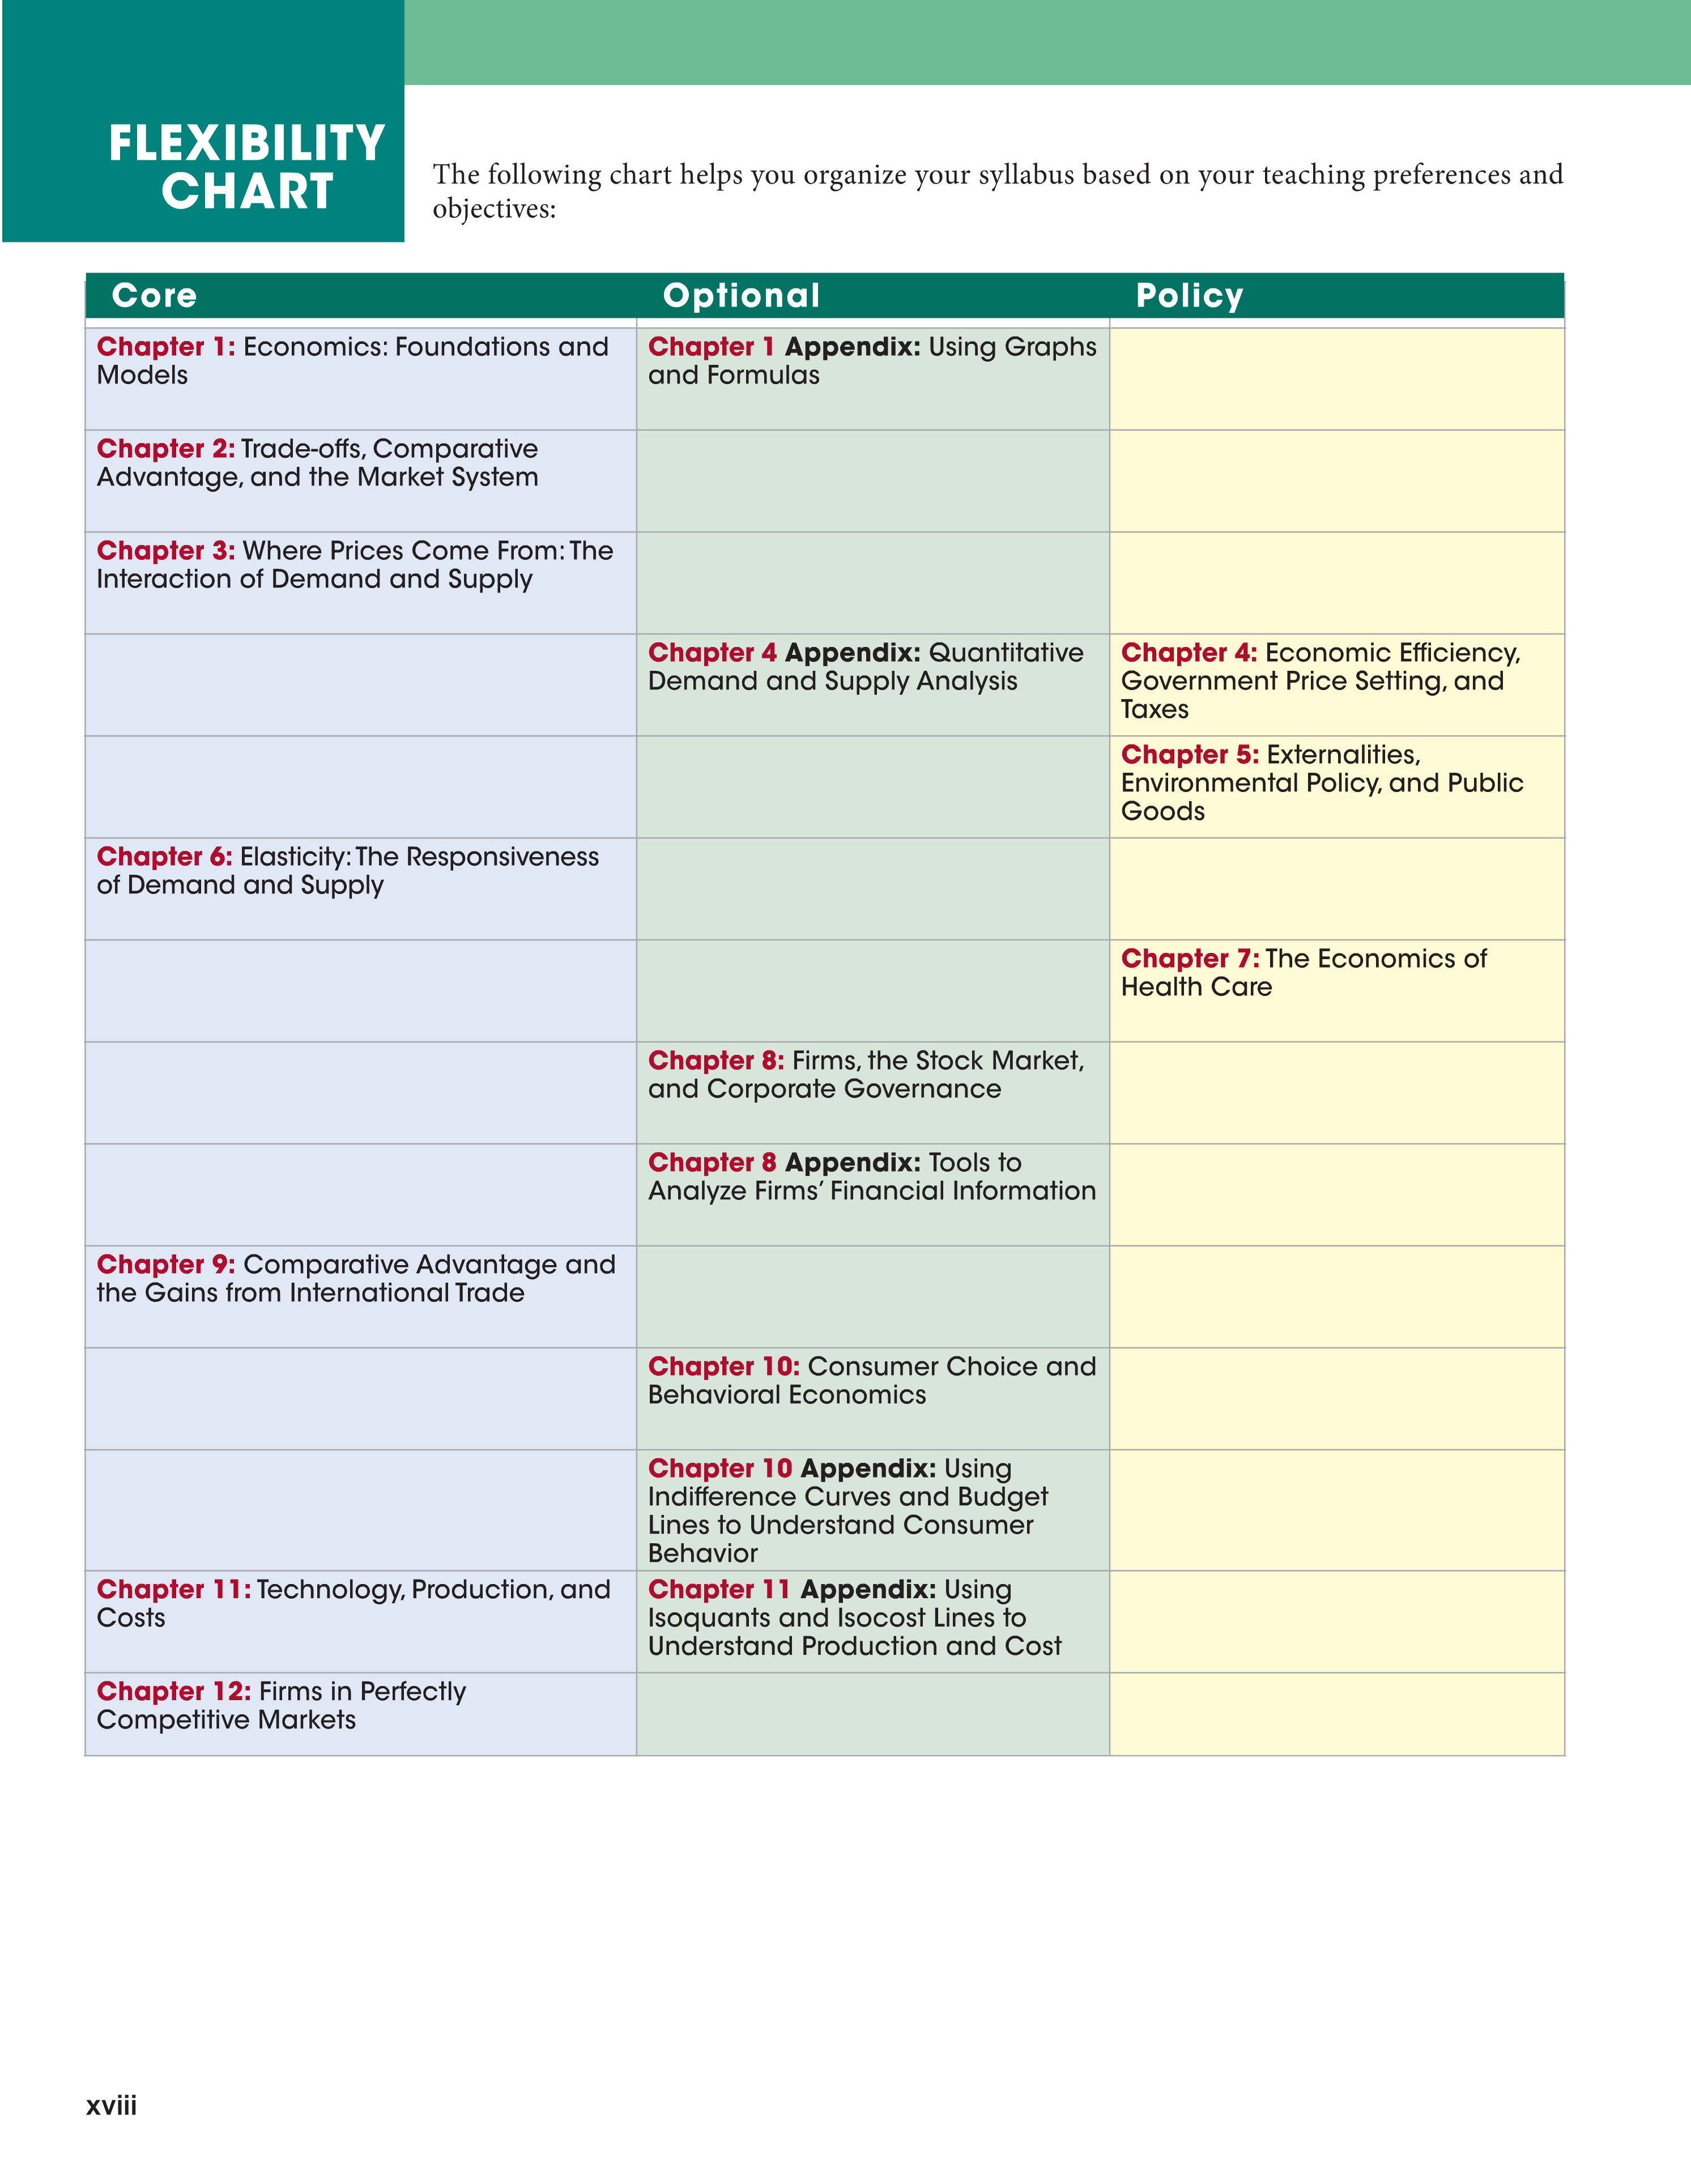 FLEXIBILITY
CHART
The following chart helps you organize your syllabus based on your teaching preferences and
objectives:
Core
Optional
Policy
Chapter 1: Economics: Foundations and
Models
Chapter 1 Appendix: Using Graphs
and Formulas
Chapter 2: Trade-offs, Comparative
Advantage, and the Market System
Chapter 3: Where Prices Come From: The
Interaction of Demand and Supply
Chapter 4 Appendix: Quantitative
Demand and Supply Analysis
Chapter 4: Economic Efficiency,
Government Price Setting, and
Taxes
Chapter 5: Externalities,
Environmental Policy, and Public
Goods
Chapter 6: Elasticity: The Responsiveness
of Demand and Supply
Chapter 7: The Economics of
Health Care
Chapter 8: Firms, the Stock Market,
and Corporate Governance
Chapter 8 Appendix: Tools to
Analyze Firms’ Financial Information
Chapter 9: Comparative Advantage and
the Gains from International Trade
Chapter 10: Consumer Choice and
Behavioral Economics
Chapter 10 Appendix: Using
Indifference Curves and Budget
Lines to Understand Consumer
Behavior
Chapter 11: Technology, Production, and
Costs
Chapter 11 Appendix: Using
Isoquants and Isocost Lines to
Understand Production and Cost
Chapter 12: Firms in Perfectly
Competitive Markets
xviii